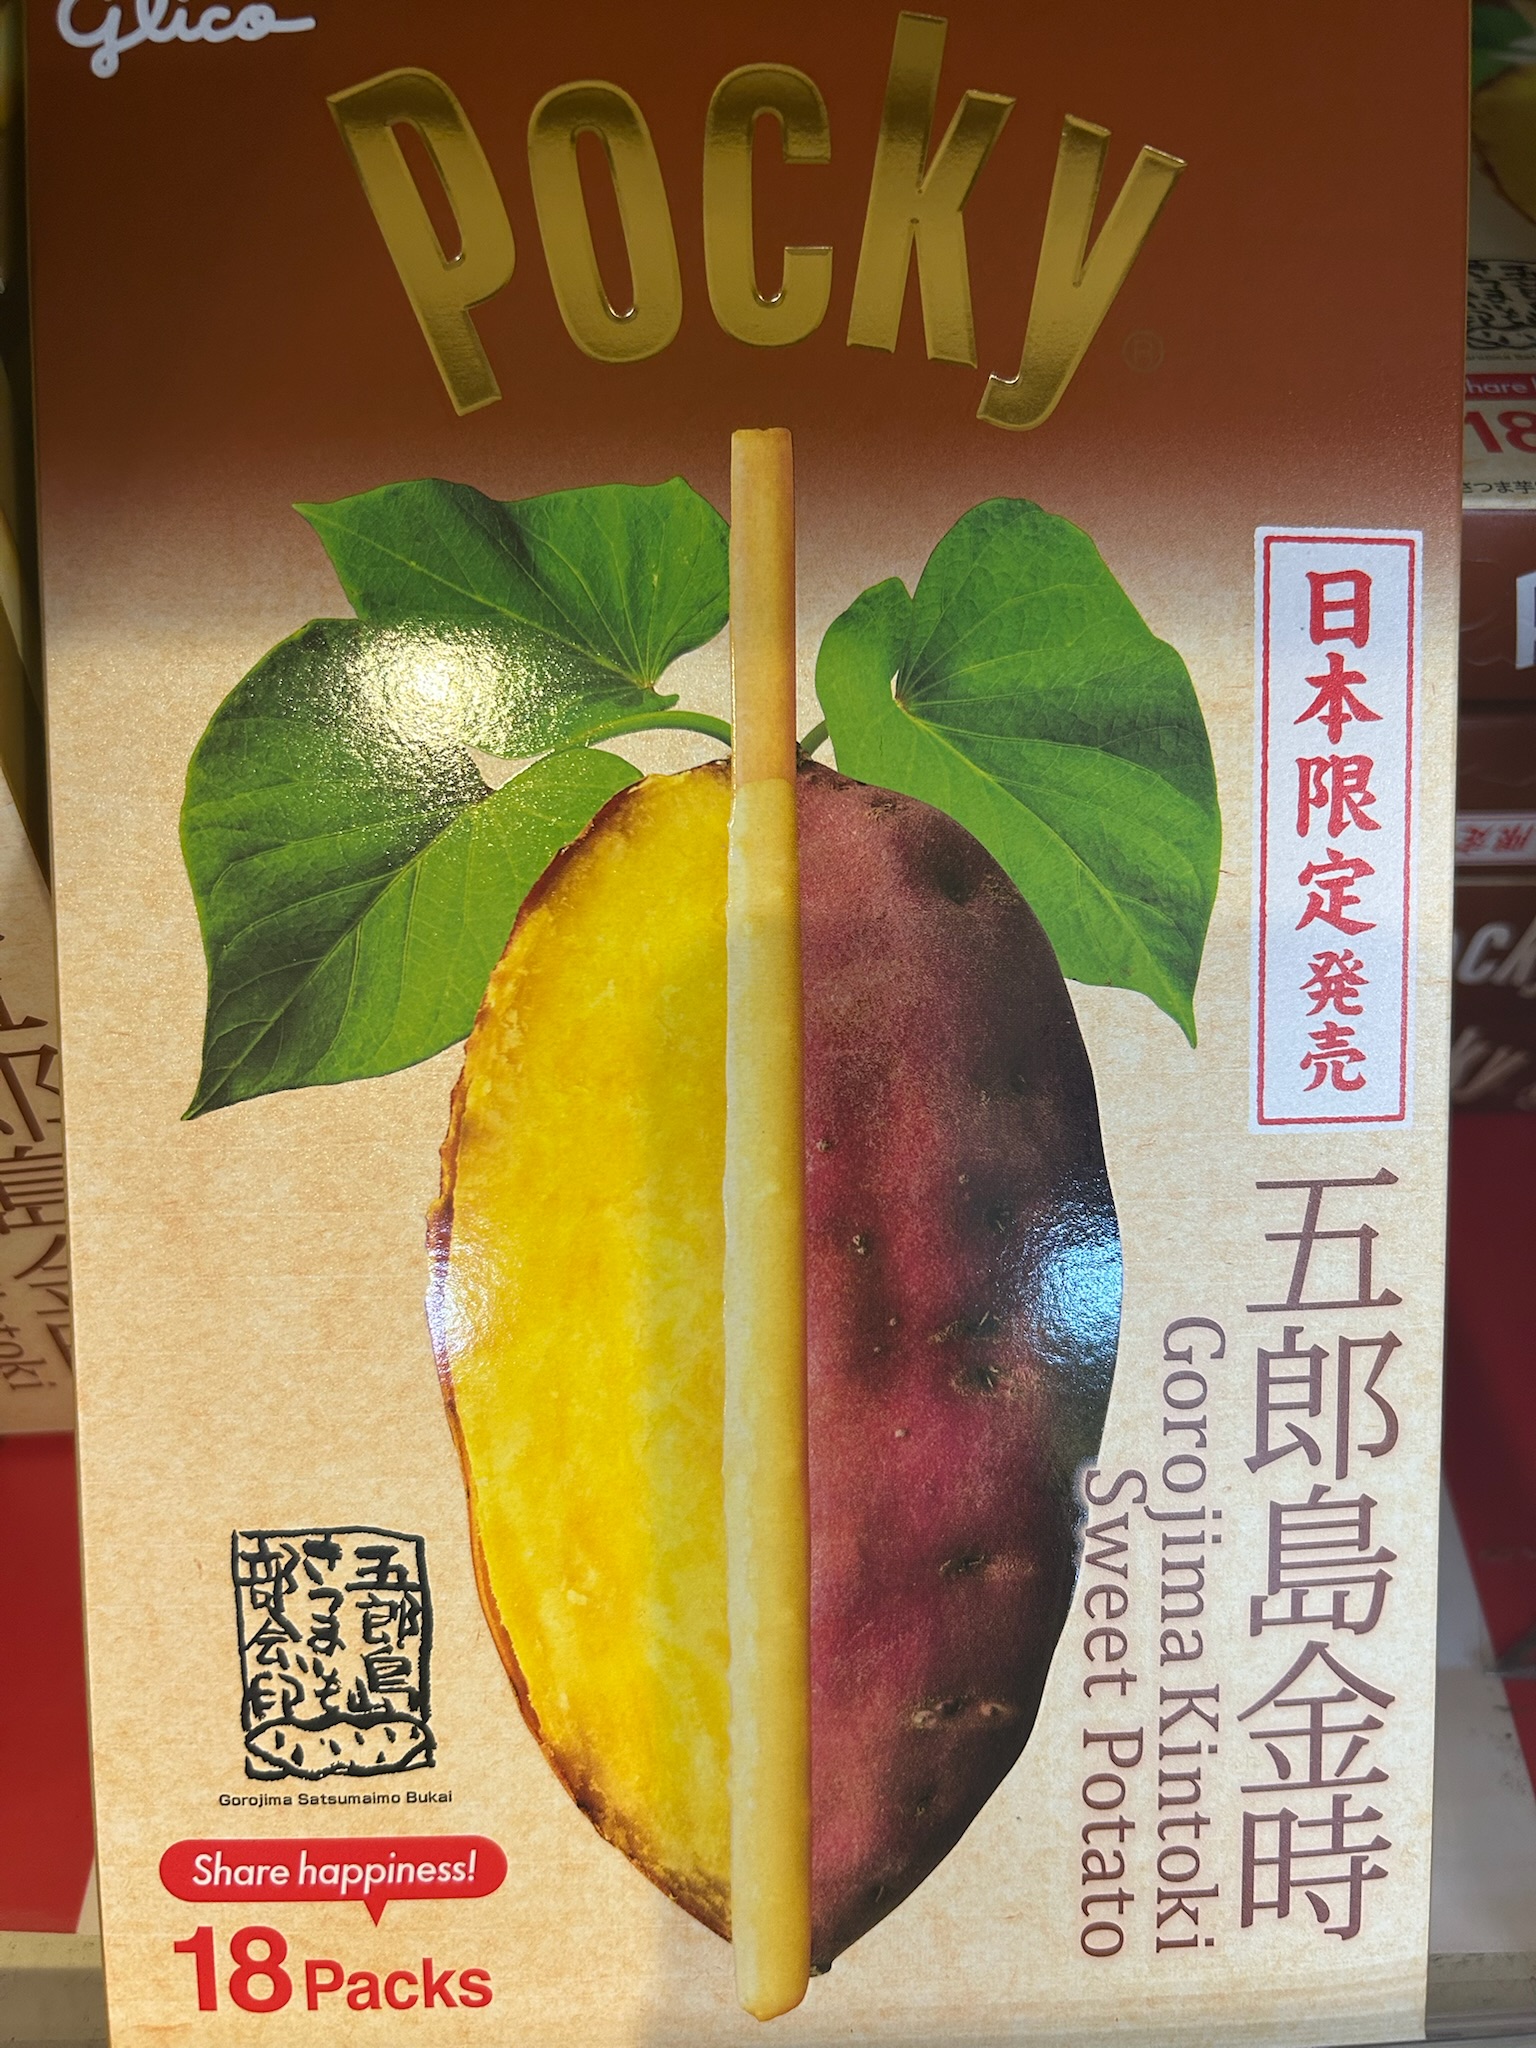 glico
Pocky
日本限定発売
五郎島金時
Gorojima Kintoki
Sweet Potato
五郎島
さつまいも
部会印
Gorojima Satsumaimo Bukai
Share happiness!
18 Packs